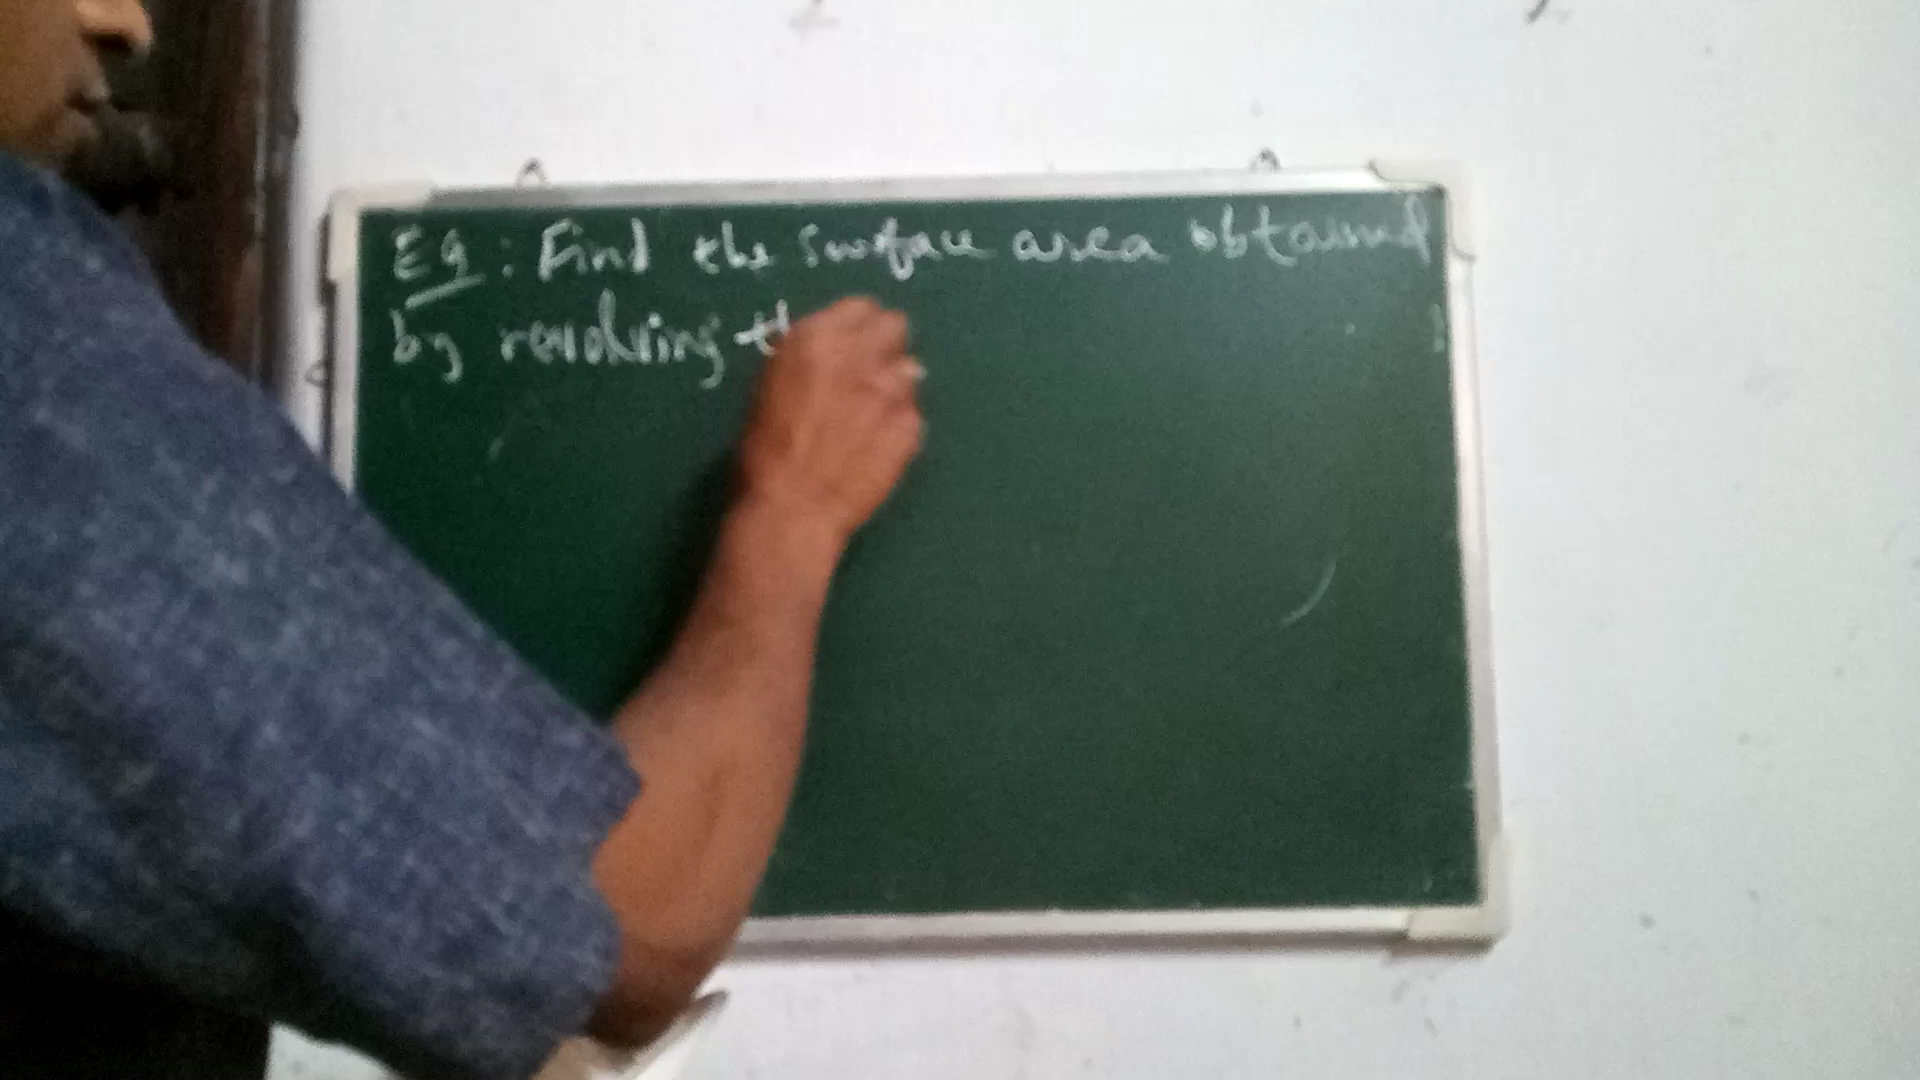 Eg : Find the surface area obtained
by revolving th